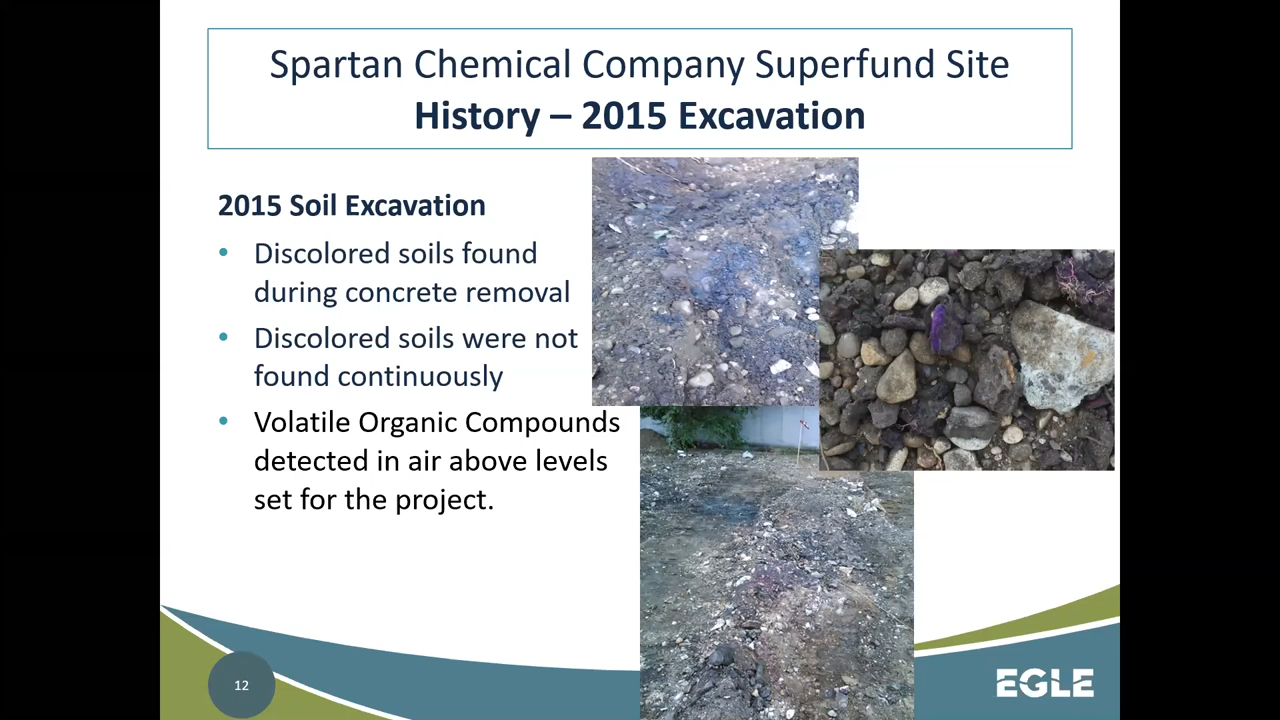 Spartan Chemical Company Superfund Site
History – 2015 Excavation
2015 Soil Excavation
• Discolored soils found
during concrete removal
• Discolored soils were not
found continuously
• Volatile Organic Compounds
detected in air above levels
set for the project.
12
EGLE